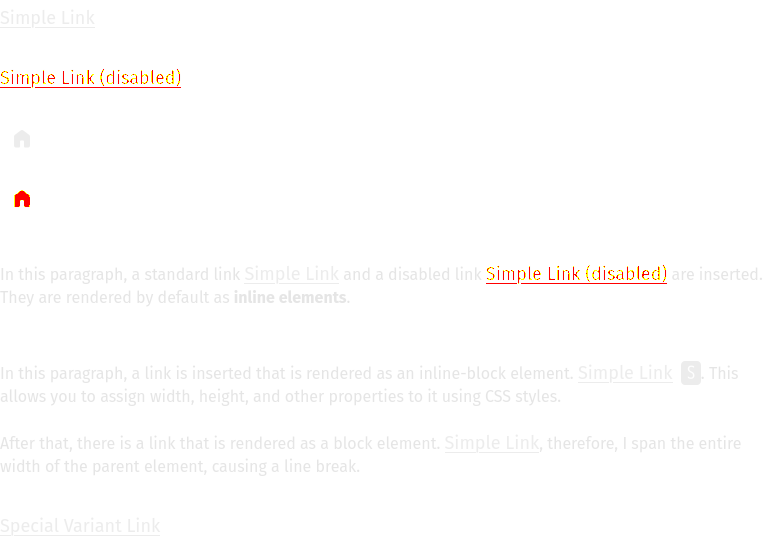 Simple Link
Simple Link (disabled)
In this paragraph, a standard link Simple Link and a disabled link Simple Link (disabled) are inserted.
They are rendered by default as inline elements.
In this paragraph, a link is inserted that is rendered as an inline-block element. Simple Link S. This
allows you to assign width, height, and other properties to it using CSS styles.
After that, there is a link that is rendered as a block element. Simple Link, therefore, I span the entire
width of the parent element, causing a line break.
Special Variant Link